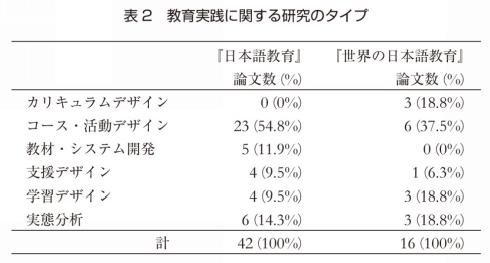 表2　教育実践に関する研究のタイプ
『日本語教育』 『世界の日本語教育』
論文数(%) 論文数(%)
カリキュラムデザイン 0(0%) 3(18.8%)
コース・活動デザイン 23(54.8%) 6(37.5%)
教材・システム開発 5(11.9%) 0(0%)
支援デザイン 4(9.5%) 1(6.3%)
学習デザイン 4(9.5%) 3(18.8%)
実態分析 6(14.3%) 3(18.8%)
計 42(100%) 16(100%)